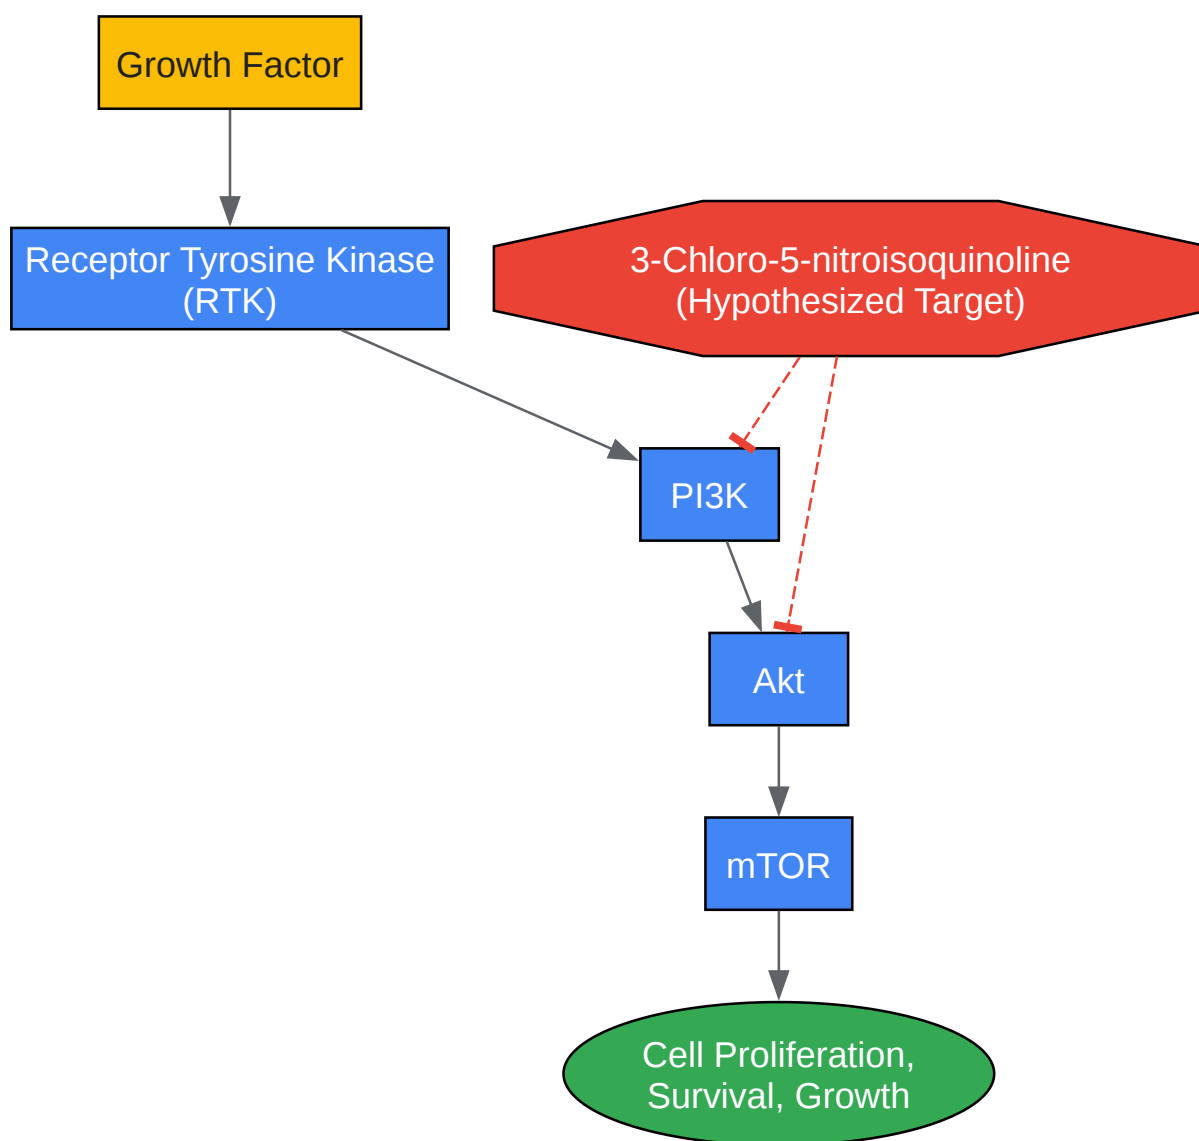 Growth Factor
Receptor Tyrosine Kinase
(RTK)
3-Chloro-5-nitroisoquinoline
(Hypothesized Target)
PI3K
Akt
mTOR
Cell Proliferation,
Survival, Growth